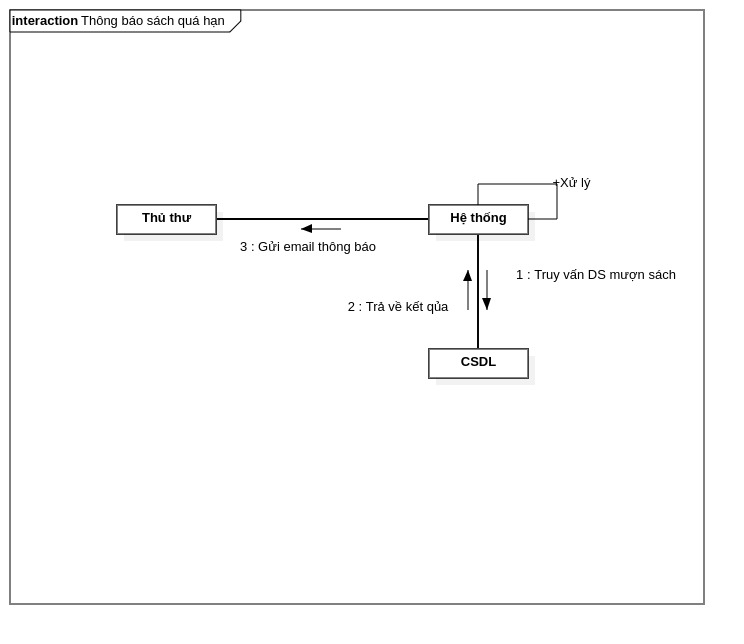 interaction Thông báo sách quá hạn
+Xử lý
Thủ thư
Hệ thống
3 : Gửi email thông báo
1 : Truy vấn DS mượn sách
2 : Trả về kết qủa
CSDL